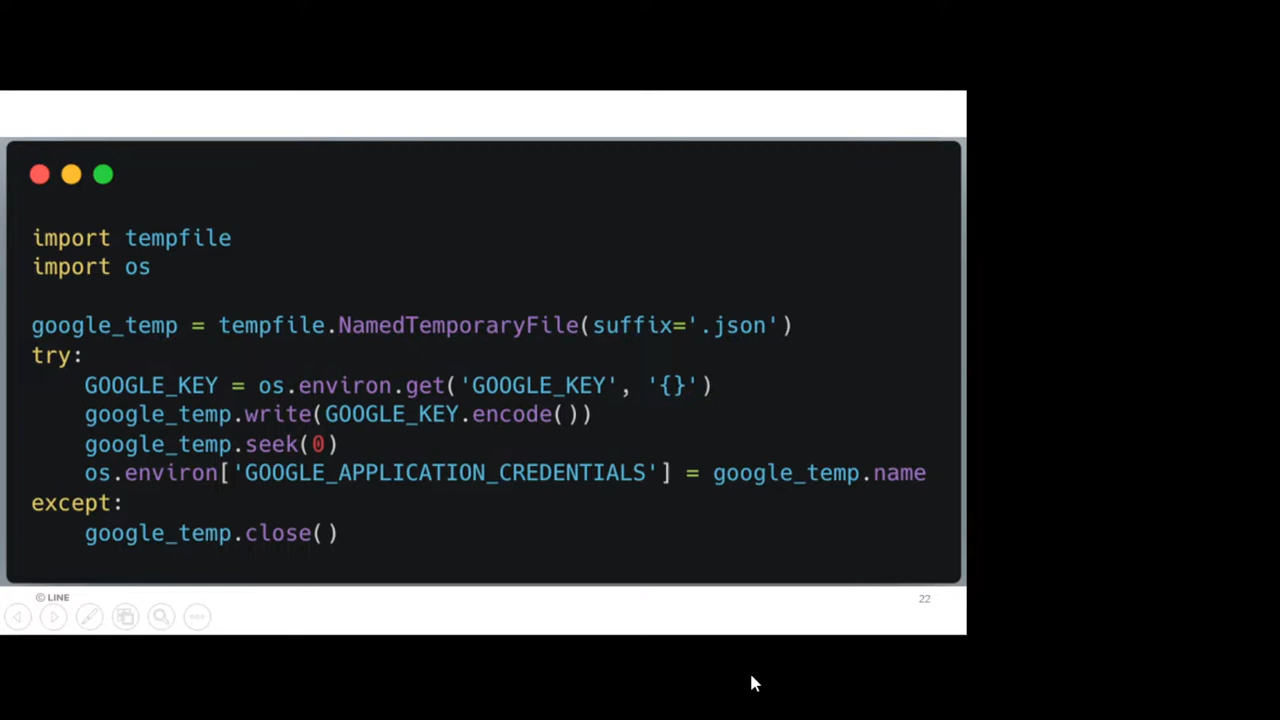 import tempfile
import os
google_temp = tempfile.NamedTemporaryFile(suffix='.json')
try:
    GOOGLE_KEY = os.environ.get('GOOGLE_KEY', '{}')
    google_temp.write(GOOGLE_KEY.encode())
    google_temp.seek(0)
    os.environ['GOOGLE_APPLICATION_CREDENTIALS'] = google_temp.name
except:
    google_temp.close()
© LINE
22